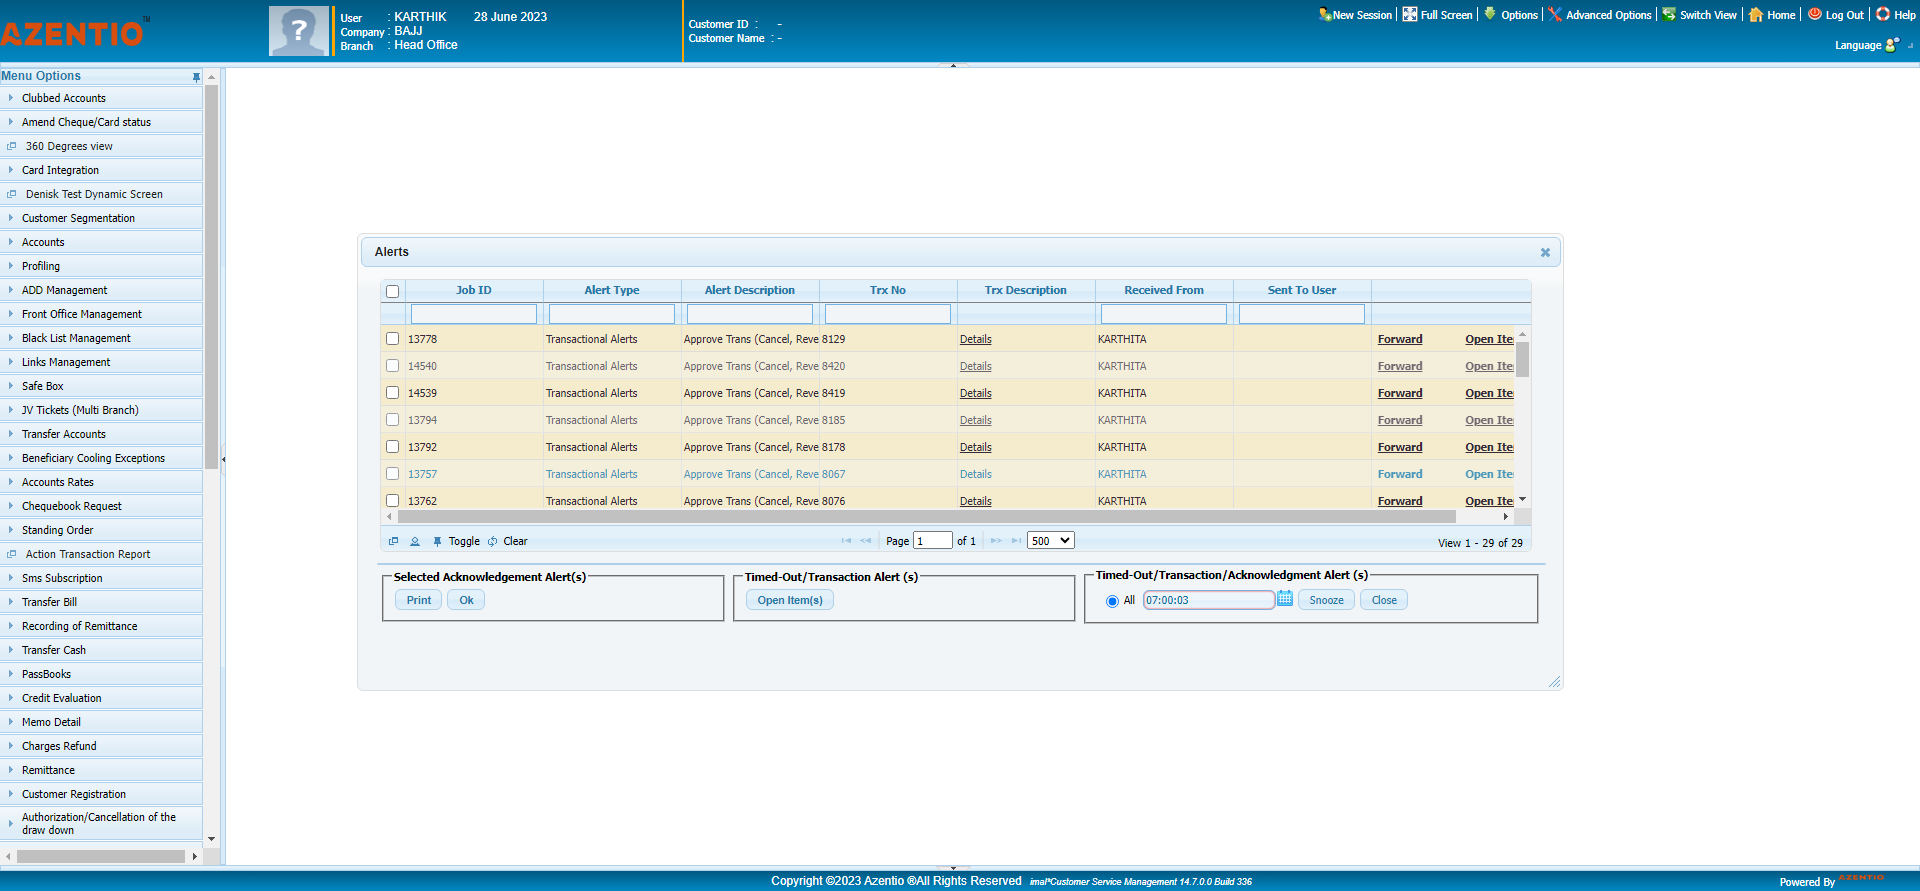 AZENTIO™
User : KARTHIK 28 June 2023
Company : BAJJ
Branch : Head Office
Customer ID : -
Customer Name : -
New Session Full Screen Options Advanced Options Switch View Home Log Out Help
Language
Menu Options
Clubbed Accounts
Amend Cheque/Card status
360 Degrees view
Card Integration
Denisk Test Dynamic Screen
Customer Segmentation
Accounts
Profiling
ADD Management
Front Office Management
Black List Management
Links Management
Safe Box
JV Tickets (Multi Branch)
Transfer Accounts
Beneficiary Cooling Exceptions
Accounts Rates
Chequebook Request
Standing Order
Action Transaction Report
Sms Subscription
Transfer Bill
Recording of Remittance
Transfer Cash
PassBooks
Credit Evaluation
Memo Detail
Charges Refund
Remittance
Customer Registration
Authorization/Cancellation of the
draw down
Alerts
Job ID Alert Type Alert Description Trx No Trx Description Received From Sent To User
13778 Transactional Alerts Approve Trans (Cancel, Reve 8129 Details KARTHITA Forward Open Ite
14540 Transactional Alerts Approve Trans (Cancel, Reve 8420 Details KARTHITA Forward Open Ite
14539 Transactional Alerts Approve Trans (Cancel, Reve 8419 Details KARTHITA Forward Open Ite
13794 Transactional Alerts Approve Trans (Cancel, Reve 8185 Details KARTHITA Forward Open Ite
13792 Transactional Alerts Approve Trans (Cancel, Reve 8178 Details KARTHITA Forward Open Ite
13757 Transactional Alerts Approve Trans (Cancel, Reve 8067 Details KARTHITA Forward Open Ite
13762 Transactional Alerts Approve Trans (Cancel, Reve 8076 Details KARTHITA Forward Open Ite
Toggle Clear Page 1 of 1 500 View 1 - 29 of 29
Selected Acknowledgement Alert(s)
Print Ok
Timed-Out/Transaction Alert (s)
Open Item(s)
Timed-Out/Transaction/Acknowledgment Alert (s)
All 07:00:03 Snooze Close
Copyright ©2023 Azentio ®All Rights Reserved imal*Customer Service Management 14.7.0.0 Build 336
Powered By AZENTIO